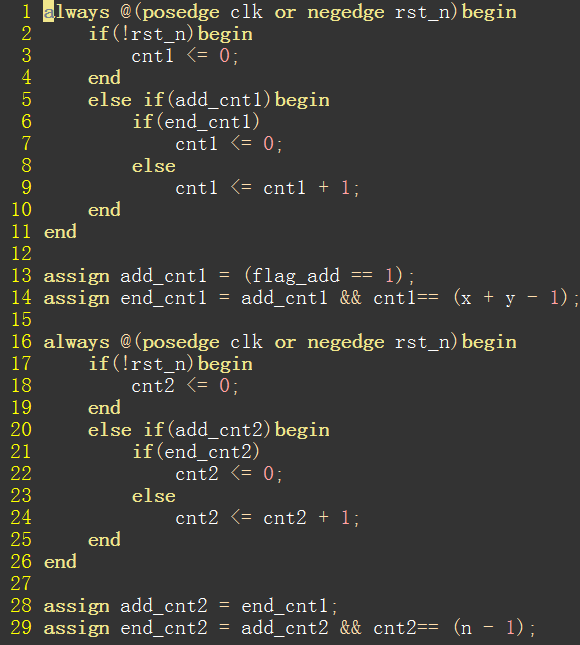 1 always @(posedge clk or negedge rst_n)begin
2     if(!rst_n)begin
3         cnt1 <= 0;
4     end
5     else if(add_cnt1)begin
6         if(end_cnt1)
7             cnt1 <= 0;
8         else
9             cnt1 <= cnt1 + 1;
10     end
11 end
12
13 assign add_cnt1 = (flag_add == 1);
14 assign end_cnt1 = add_cnt1 && cnt1== (x + y - 1);
15
16 always @(posedge clk or negedge rst_n)begin
17     if(!rst_n)begin
18         cnt2 <= 0;
19     end
20     else if(add_cnt2)begin
21         if(end_cnt2)
22             cnt2 <= 0;
23         else
24             cnt2 <= cnt2 + 1;
25     end
26 end
27
28 assign add_cnt2 = end_cnt1;
29 assign end_cnt2 = add_cnt2 && cnt2== (n - 1);